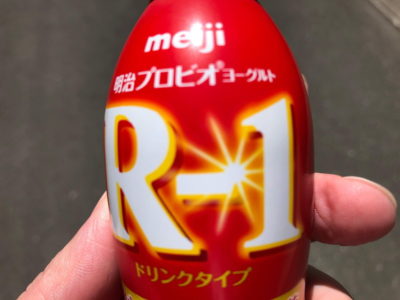 meiji
明治プロビオヨーグルト
R-1
ドリンクタイプ